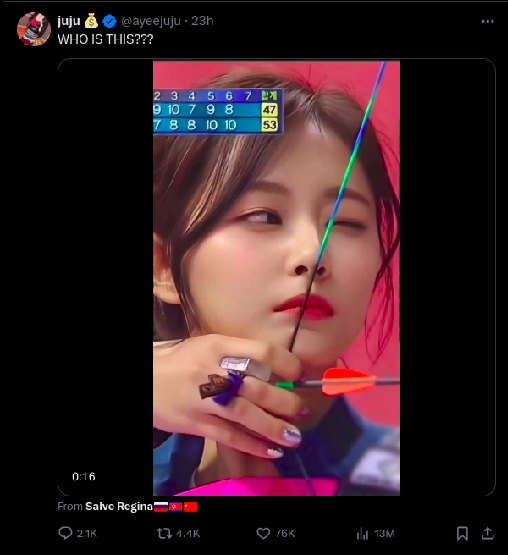 juju 💰 @ayeejuju · 23h
WHO IS THIS???
2 3 4 5 6 7
9 10 7 9 8 47
7 8 8 10 10 53
0:16
From Salve Regina🇷🇺🇰🇵🇨🇳
2.1K 4.4K 76K 13M